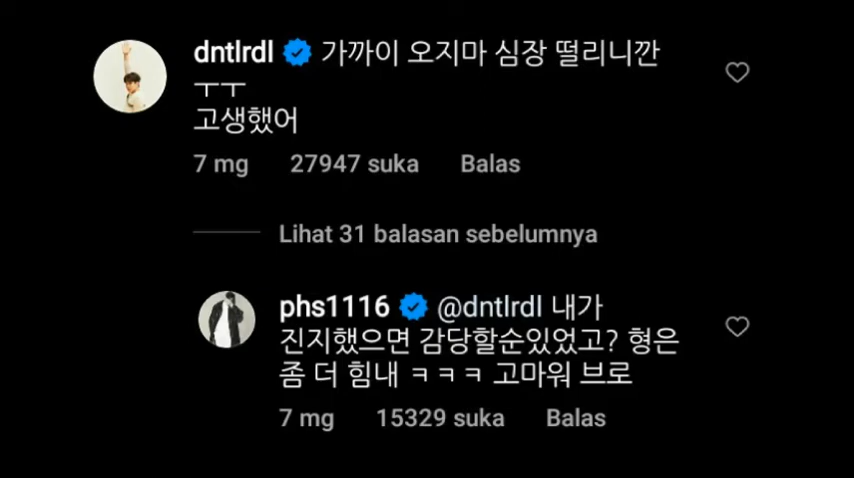 dntlrdl 가까이 오지마 심장 떨리니깐
ㅜㅜ
고생했어
7 mg 27947 suka Balas
Lihat 31 balasan sebelumnya
phs1116 @dntlrdl 내가
진지했으면 감당할순있었고? 형은
좀 더 힘내 ㅋㅋㅋ 고마워 브로
7 mg 15329 suka Balas